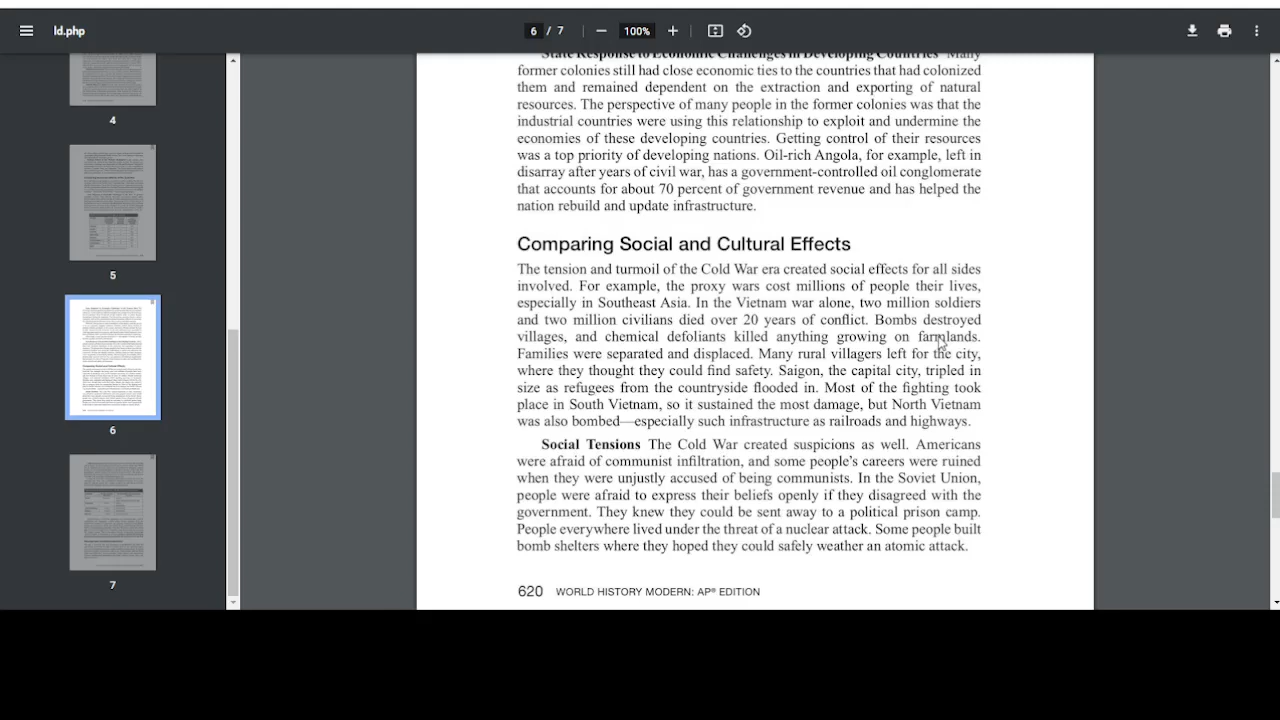 ld.php
6 / 7
100%
4
5
6
7
Response to Economic Changes in Developing Countries Many
former colonies still had close economic ties to the countries that had colonized
them and remained dependent on the extraction and exporting of natural
resources. The perspective of many people in the former colonies was that the
industrial countries were using this relationship to exploit and undermine the
economies of these developing countries. Getting control of their resources
was a top priority of developing nations. Oil-rich Angola, for example, left in
disarray after years of civil war, has a government-controlled oil conglomerate
that accounts for about 70 percent of government revenue and has helped the
nation rebuild and update infrastructure.
Comparing Social and Cultural Effects
The tension and turmoil of the Cold War era created social effects for all sides
involved. For example, the proxy wars cost millions of people their lives,
especially in Southeast Asia. In the Vietnam war alone, two million soldiers
and two million civilians died over 20 years of conflict. Bombs destroyed
villages, and chemical defoliants killed anything growing on farmlands.
Families were separated and displaced. Many rural villagers left for the city,
where they thought they could find safety. Saigon, the capital city, tripled in
size as refugees from the countryside flooded in. Most of the fighting took
place in South Vietnam, so it sustained the most damage, but North Vietnam
was also bombed—especially such infrastructure as railroads and highways.
Social Tensions The Cold War created suspicions as well. Americans
were afraid of communist infiltration, and some people's careers were ruined
when they were unjustly accused of being communists. In the Soviet Union,
people were afraid to express their beliefs openly if they disagreed with the
government. They knew they could be sent away to a political prison camp.
People everywhere lived under the threat of a nuclear attack. Some people built
bomb shelters where they hoped they could safely weather an atomic attack.
620 WORLD HISTORY MODERN: AP® EDITION